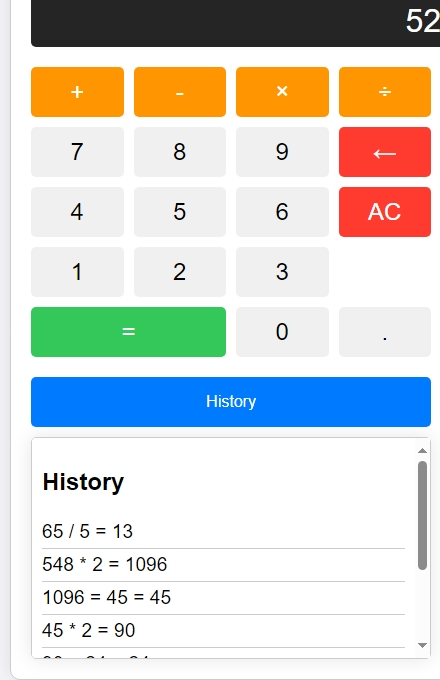 52
+ - × ÷
7 8 9 ←
4 5 6 AC
1 2 3
= 0 .
History
History
65 / 5 = 13
548 * 2 = 1096
1096 = 45 = 45
45 * 2 = 90